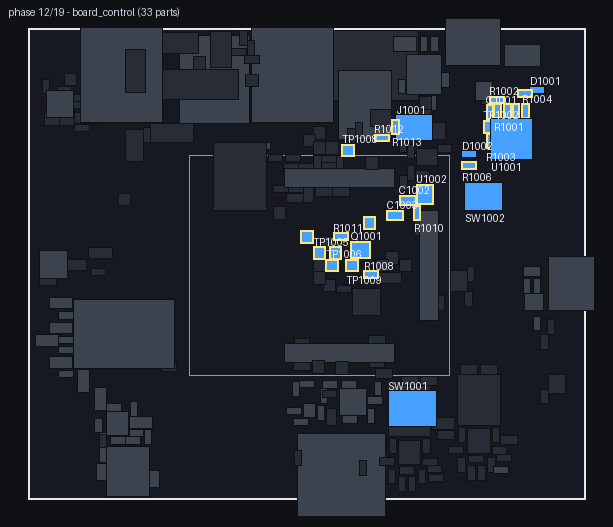 phase 12/19 - board_control (33 parts)
D1001
R1002
R1004
J1001
R1012
R1001
TP1008
R1013
D1002
R1003
U1001
R1006
U1002
C1002
SW1002
R1011
R1010
Q1001
R1008
TP1009
SW1001